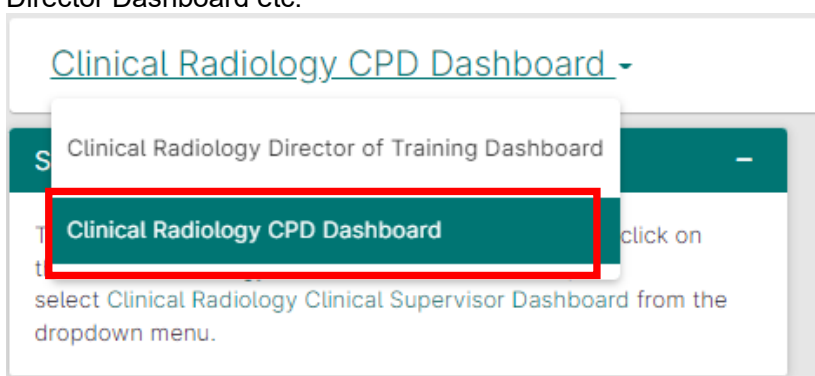 Director Dashboard etc.
Clinical Radiology CPD Dashboard
S
Clinical Radiology Director of Training Dashboard
T
Clinical Radiology CPD Dashboard
click on
select Clinical Radiology Clinical Supervisor Dashboard from the
dropdown menu.